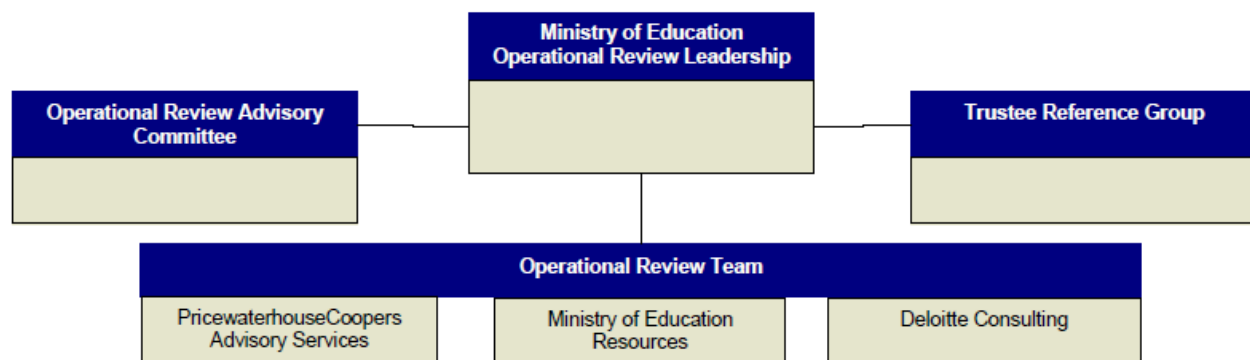 Ministry of Education
Operational Review Leadership
Operational Review Advisory
Committee
Trustee Reference Group
Operational Review Team
PricewaterhouseCoopers
Advisory Services
Ministry of Education
Resources
Deloitte Consulting